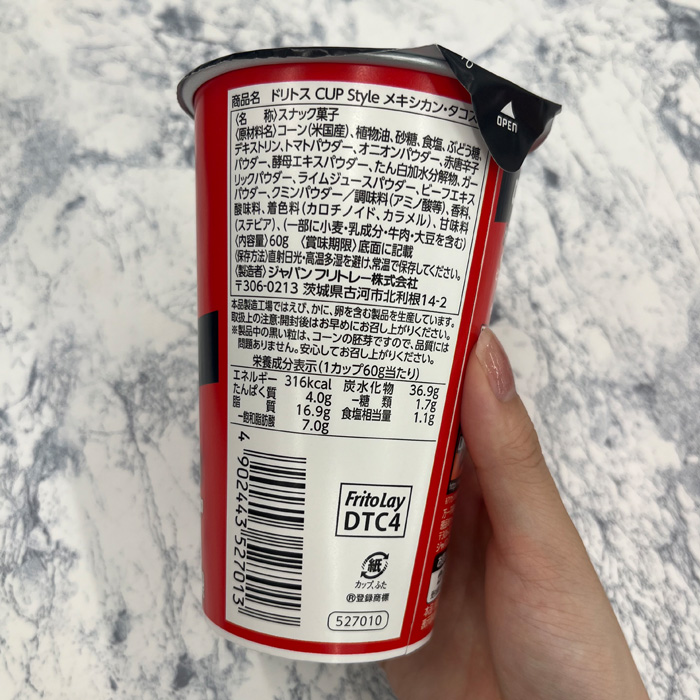 OPEN
商品名 ドリトス CUP Style メキシカン・タコス
〈名 称〉スナック菓子
〈原材料名〉コーン(米国産)、植物油、砂糖、食塩、ぶどう糖、
デキストリン、トマトパウダー、オニオンパウダー、赤唐辛子
パウダー、酵母エキスパウダー、たん白加水分解物、ガー
リックパウダー、ライムジュースパウダー、ビーフエキス
パウダー、クミンパウダー／調味料(アミノ酸等)、香料、
酸味料、着色料(カロチノイド、カラメル)、甘味料
(ステビア)、(一部に小麦・乳成分・牛肉・大豆を含む)
〈内容量〉60g 〈賞味期限〉底面に記載
〈保存方法〉直射日光・高温多湿を避け、常温で保存してください。
〈製造者〉ジャパン フリトレー株式会社
〒306-0213 茨城県古河市北利根14-2
本品製造工場ではえび、かに、卵を含む製品を生産しています。
取扱上の注意:開封後はお早めにお召し上がりください。
※製品中の黒い粒は、コーンの胚芽ですので、品質には
問題ありません。安心してお召し上がりください。
栄養成分表示(1カップ60g当たり)
エネルギー 316kcal 炭水化物 36.9g
たんぱく質 4.0g ー糖類 1.7g
脂質 16.9g 食塩相当量 1.1g
ー飽和脂肪酸 7.0g
4 902443 527013
FritoLay
DTC4
紙
カップ、ふた
®登録商標
527010